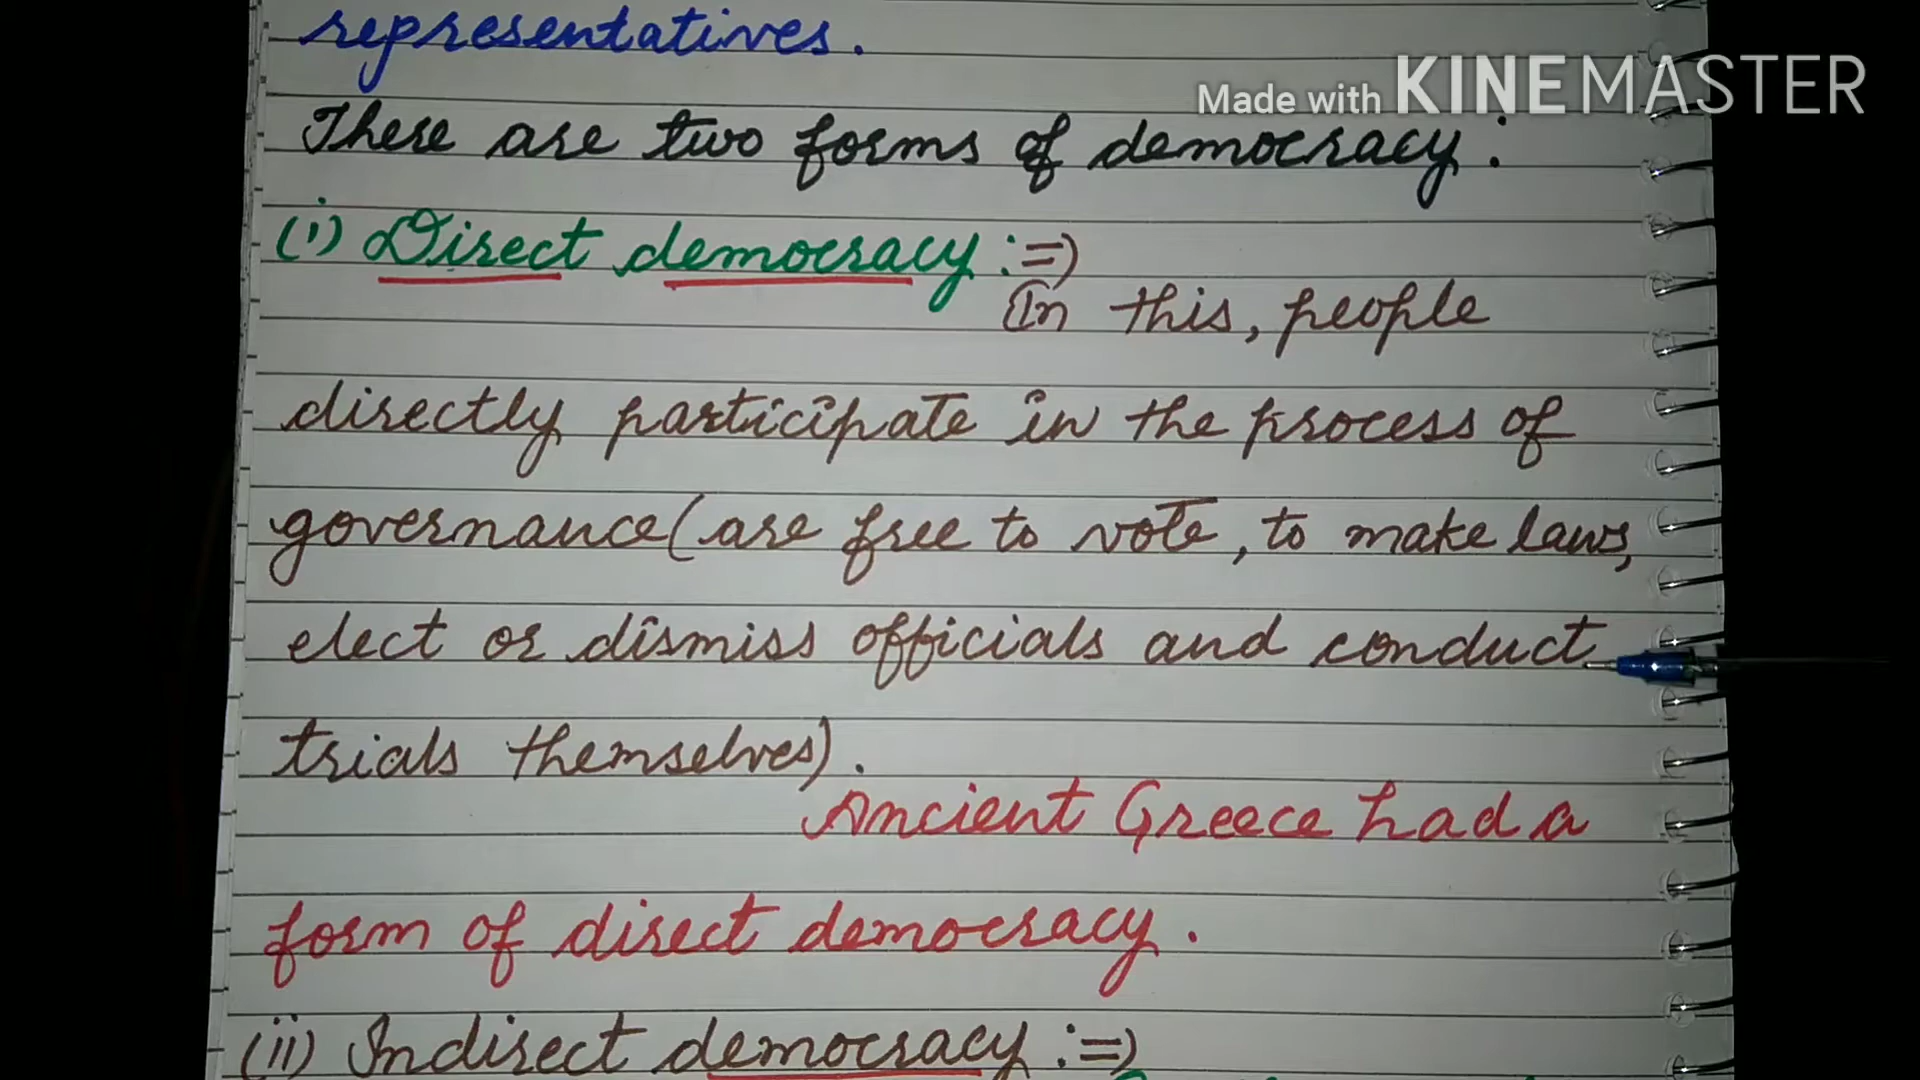 representatives.
Made with KINEMASTER
There are two forms of democracy:
(i) Direct democracy :=)
In this, people
directly participate in the process of
governance (are free to vote, to make laws,
elect or dismiss officials and conduct
trials themselves).
Ancient Greece had a
form of direct democracy.
(ii) Indirect democracy :=)